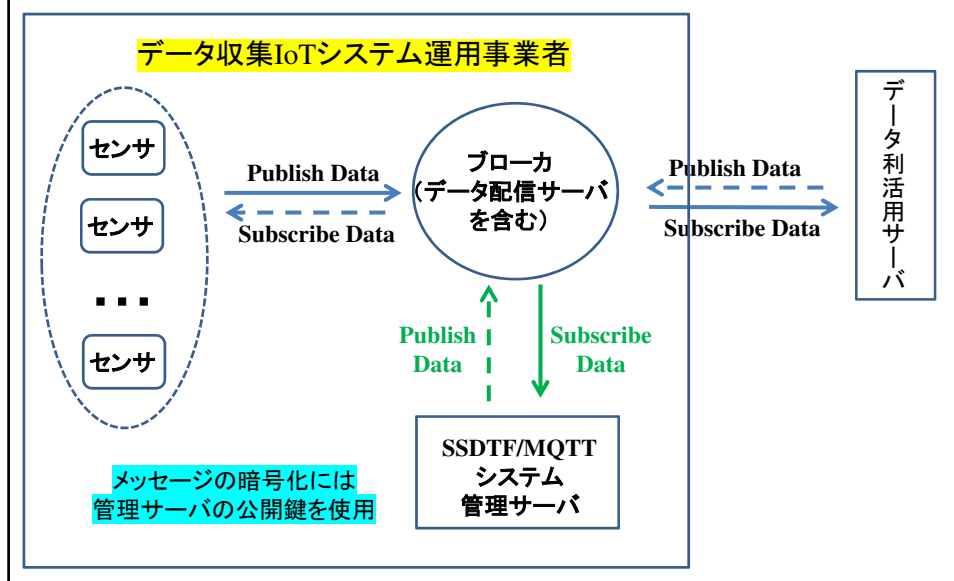 データ収集IoTシステム運用事業者
センサ
センサ
...
センサ
Publish Data
Subscribe Data
ブローカ
(データ配信サーバ
を含む)
Publish Data
Subscribe Data
データ利活用サーバ
Publish
Data
Subscribe
Data
SSDTF/MQTT
システム
管理サーバ
メッセージの暗号化には
管理サーバの公開鍵を使用